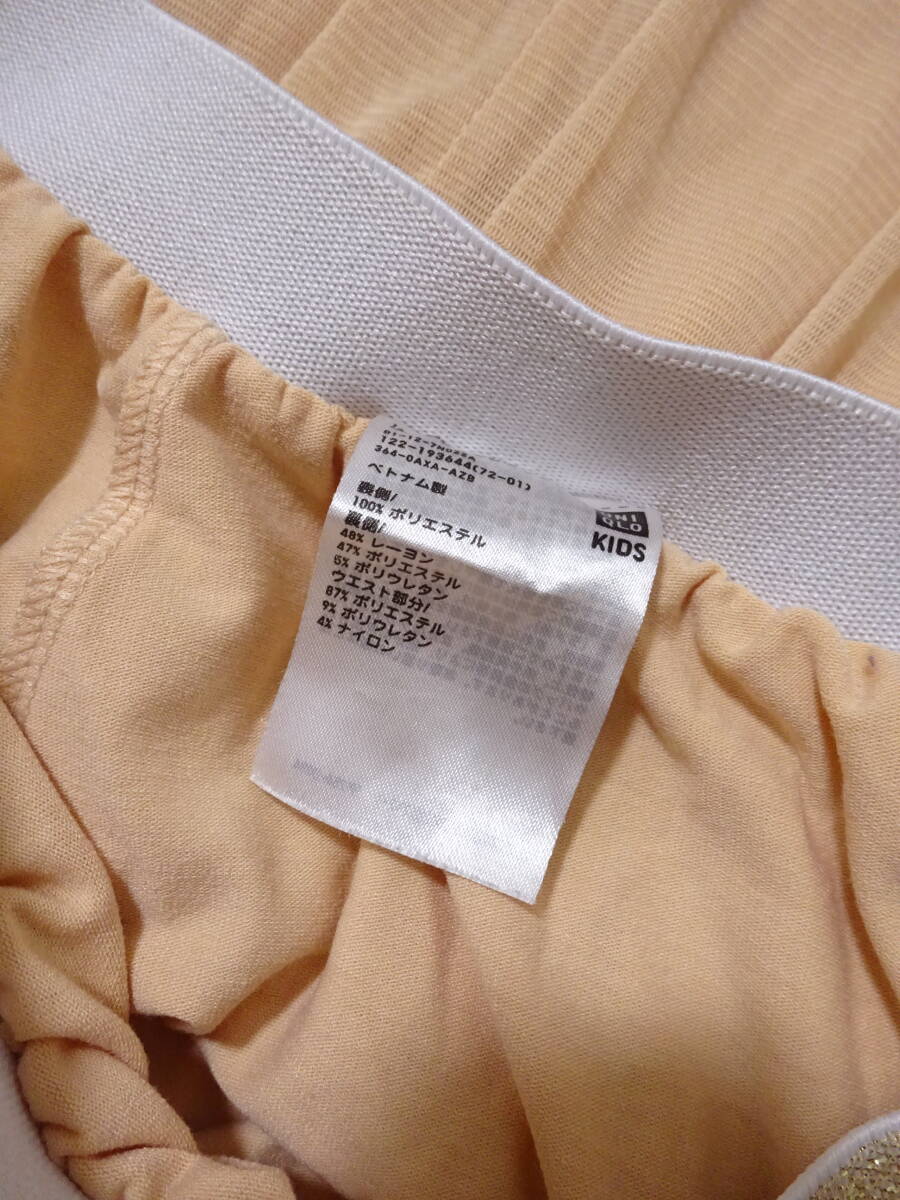 122-193644(72-01)
364-0AXA-AZB
ベトナム製
表側/
100% ポリエステル
裏側/
48% レーヨン
47% ポリエステル
5% ポリウレタン
ウエスト部分/
87% ポリエステル
9% ポリウレタン
4% ナイロン
UNI
QLO
KIDS